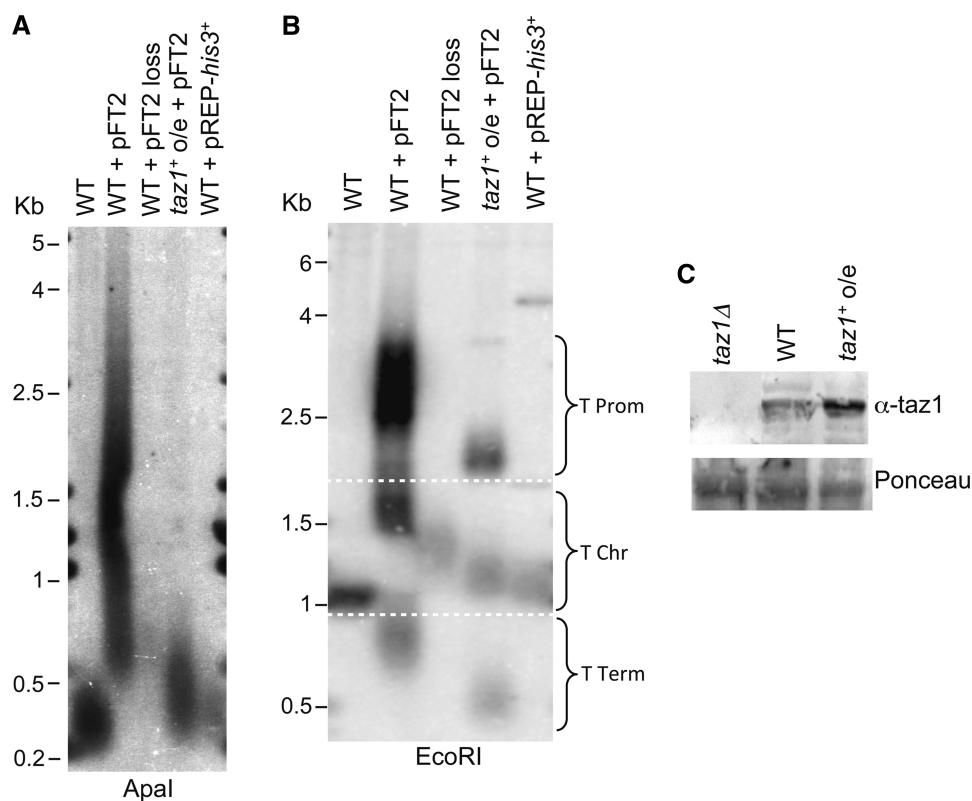 A
WT
WT + pFT2
WT + pFT2 loss
taz1+ o/e + pFT2
WT + pREP-his3+
Kb
5
4
2.5
1.5
1
0.5
0.2
ApaI
B
WT
WT + pFT2
WT + pFT2 loss
taz1+ o/e + pFT2
WT + pREP-his3+
Kb
6
4
2.5
1.5
1
0.5
T Prom
T Chr
T Term
EcoRI
C
taz1Δ
WT
taz1+ o/e
α-taz1
Ponceau